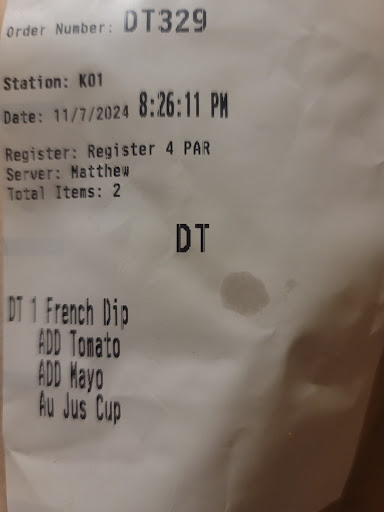 Order Number: DT329
Station: K01
Date: 11/7/2024 8:26:11 PM
Register: Register 4 PAR
Server: Matthew
Total Items: 2
DT
DT 1 French Dip
ADD Tomato
ADD Mayo
Au Jus Cup